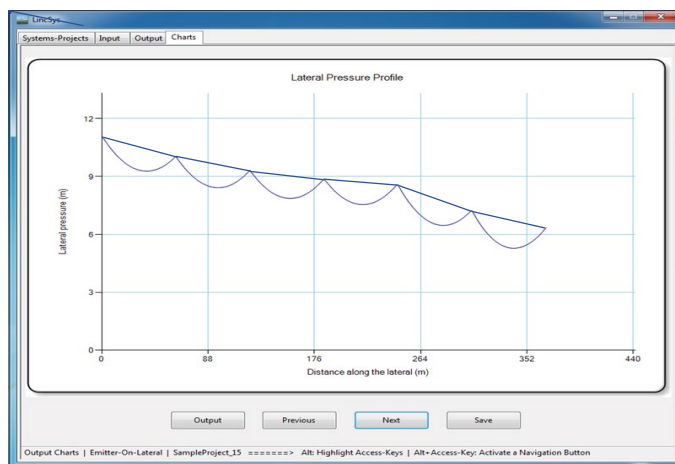 LincSys
Systems-Projects Input Output Charts
Lateral Pressure Profile
12
9
6
3
0
Lateral pressure (m)
0 88 176 264 352 440
Distance along the lateral (m)
Output Previous Next Save
Output Charts | Emitter-On-Lateral | SampleProject_15 =======> Alt: Highlight Access-Keys | Alt+Access-Key: Activate a Navigation Button